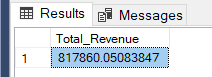 Results Messages
Total_Revenue
1 817860.05083847